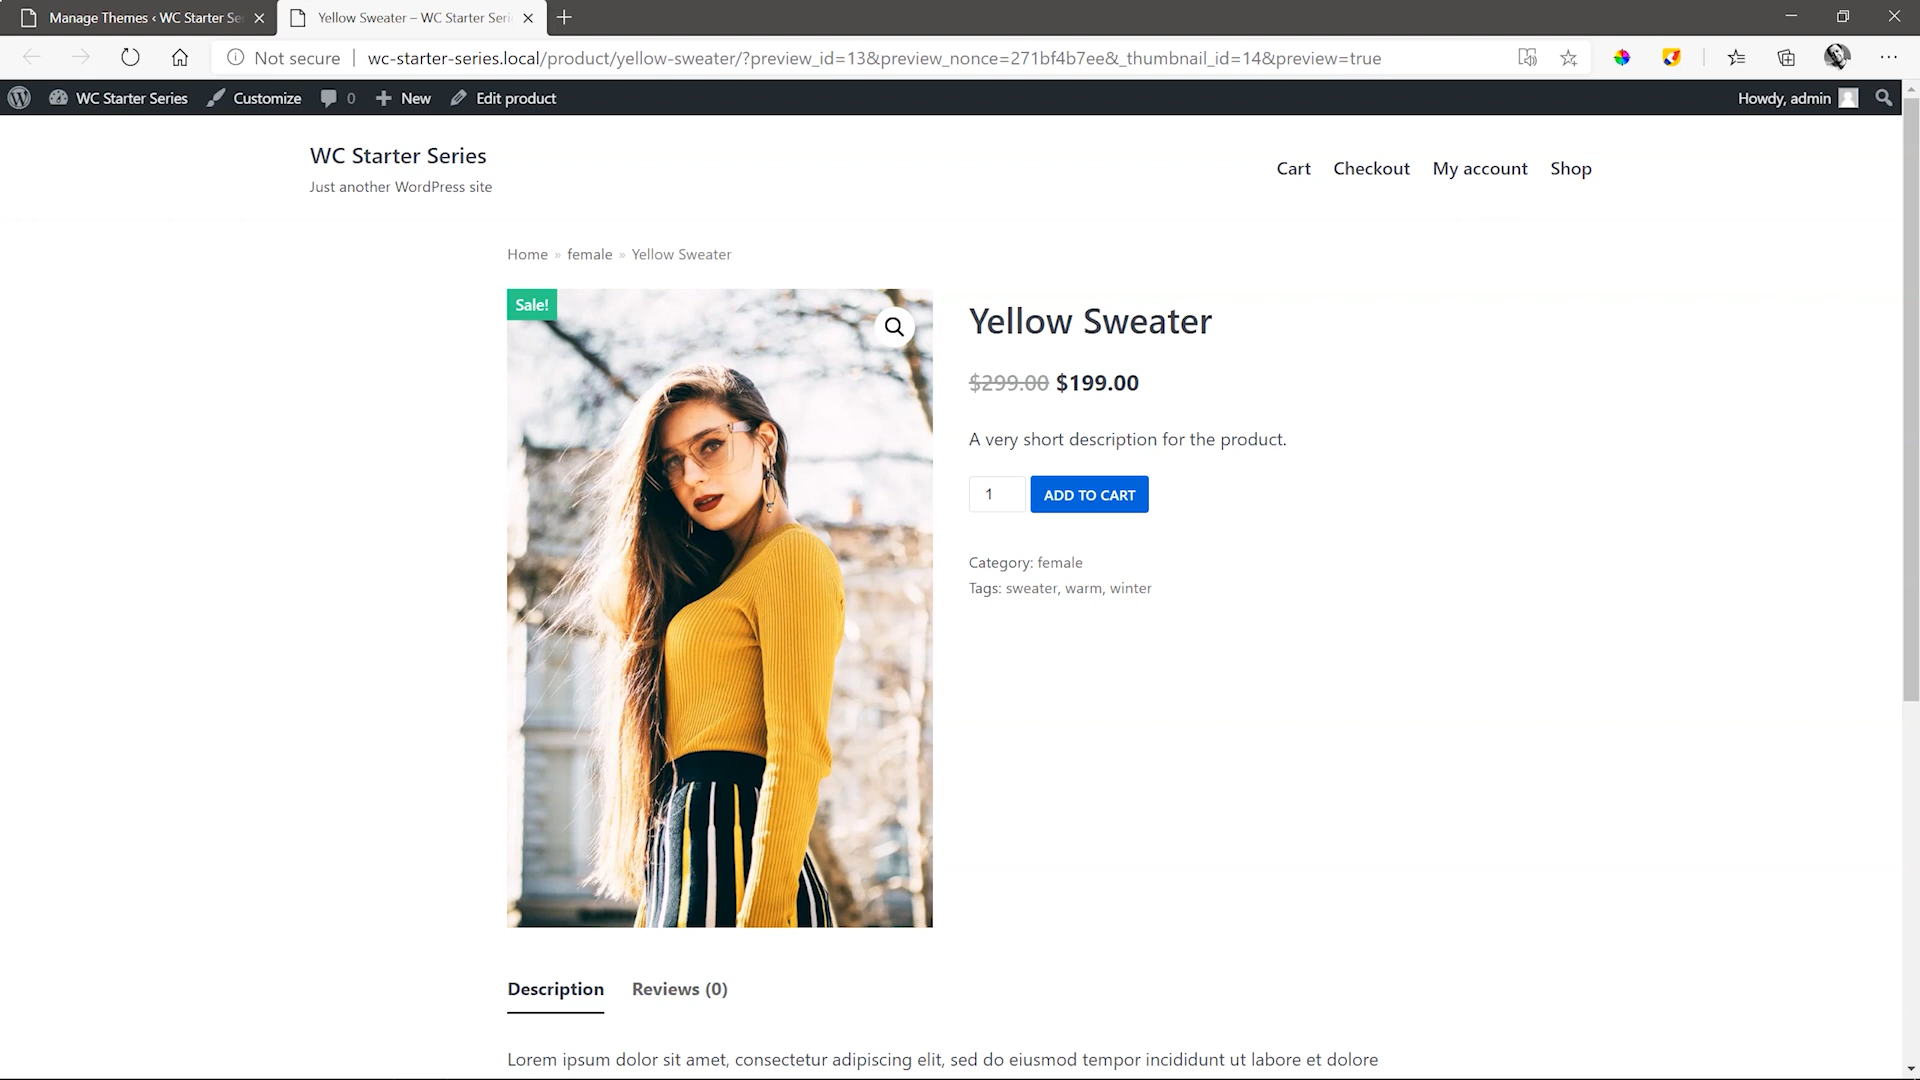 Manage Themes ‹ WC Starter Se
Yellow Sweater – WC Starter Seri
Not secure
wc-starter-series.local/product/yellow-sweater/?preview_id=13&preview_nonce=271bf4b7ee&_thumbnail_id=14&preview=true
WC Starter Series
Customize
0
New
Edit product
Howdy, admin
WC Starter Series
Just another WordPress site
Cart
Checkout
My account
Shop
Home » female » Yellow Sweater
Sale!
Yellow Sweater
$299.00 $199.00
A very short description for the product.
1
ADD TO CART
Category: female
Tags: sweater, warm, winter
Description
Reviews (0)
Lorem ipsum dolor sit amet, consectetur adipiscing elit, sed do eiusmod tempor incididunt ut labore et dolore